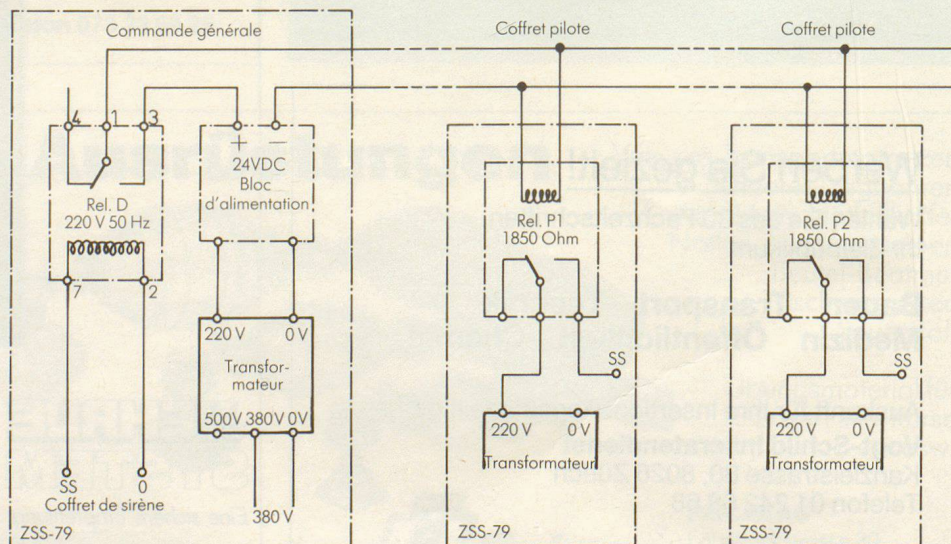 Commande générale
Coffret pilote
Coffret pilote
4
1
3
+
24VDC
Bloc
d'alimentation
Rel. D
220 V 50 Hz
7
2
220 V
0 V
Transfor-
mateur
500V 380V 0V
SS
0
Coffret de sirène
380 V
ZSS-79
Rel. P1
1850 Ohm
SS
220 V
0 V
Transformateur
ZSS-79
Rel. P2
1850 Ohm
SS
220 V
0 V
Transformateur
ZSS-79